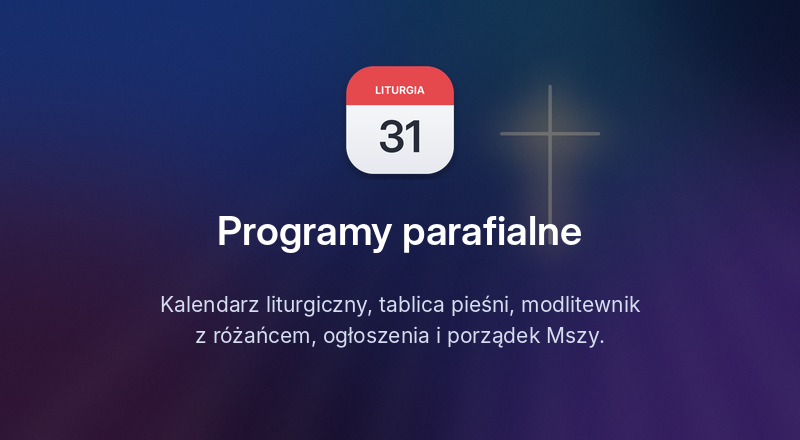 LITURGIA
31
Programy parafialne
Kalendarz liturgiczny, tablica pieśni, modlitewnik
z różańcem, ogłoszenia i porządek Mszy.